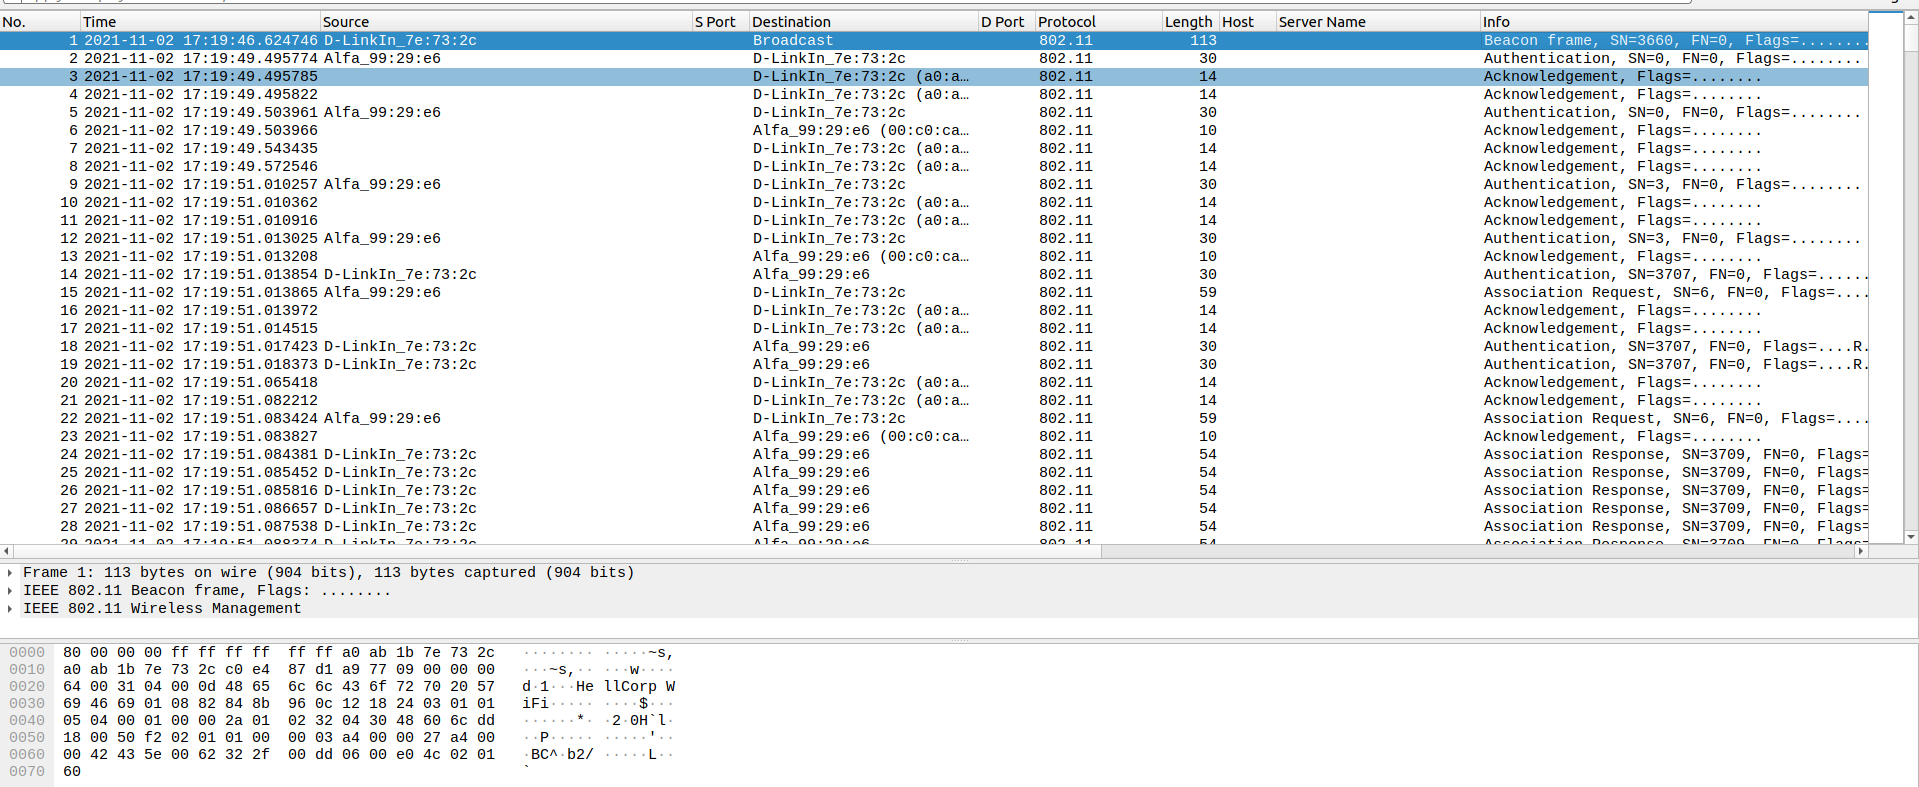 No. Time Source S Port Destination D Port Protocol Length Host Server Name Info
1 2021-11-02 17:19:46.624746 D-LinkIn_7e:73:2c Broadcast 802.11 113 Beacon frame, SN=3660, FN=0, Flags=........
2 2021-11-02 17:19:49.495774 Alfa_99:29:e6 D-LinkIn_7e:73:2c 802.11 30 Authentication, SN=0, FN=0, Flags=........
3 2021-11-02 17:19:49.495785 D-LinkIn_7e:73:2c (a0:a… 802.11 14 Acknowledgement, Flags=........
4 2021-11-02 17:19:49.495822 D-LinkIn_7e:73:2c (a0:a… 802.11 14 Acknowledgement, Flags=........
5 2021-11-02 17:19:49.503961 Alfa_99:29:e6 D-LinkIn_7e:73:2c 802.11 30 Authentication, SN=0, FN=0, Flags=........
6 2021-11-02 17:19:49.503966 Alfa_99:29:e6 (00:c0:ca… 802.11 10 Acknowledgement, Flags=........
7 2021-11-02 17:19:49.543435 D-LinkIn_7e:73:2c (a0:a… 802.11 14 Acknowledgement, Flags=........
8 2021-11-02 17:19:49.572546 D-LinkIn_7e:73:2c (a0:a… 802.11 14 Acknowledgement, Flags=........
9 2021-11-02 17:19:51.010257 Alfa_99:29:e6 D-LinkIn_7e:73:2c 802.11 30 Authentication, SN=3, FN=0, Flags=........
10 2021-11-02 17:19:51.010362 D-LinkIn_7e:73:2c (a0:a… 802.11 14 Acknowledgement, Flags=........
11 2021-11-02 17:19:51.010916 D-LinkIn_7e:73:2c (a0:a… 802.11 14 Acknowledgement, Flags=........
12 2021-11-02 17:19:51.013025 Alfa_99:29:e6 D-LinkIn_7e:73:2c 802.11 30 Authentication, SN=3, FN=0, Flags=........
13 2021-11-02 17:19:51.013208 Alfa_99:29:e6 (00:c0:ca… 802.11 10 Acknowledgement, Flags=........
14 2021-11-02 17:19:51.013854 D-LinkIn_7e:73:2c Alfa_99:29:e6 802.11 30 Authentication, SN=3707, FN=0, Flags=......
15 2021-11-02 17:19:51.013865 Alfa_99:29:e6 D-LinkIn_7e:73:2c 802.11 59 Association Request, SN=6, FN=0, Flags=....
16 2021-11-02 17:19:51.013972 D-LinkIn_7e:73:2c (a0:a… 802.11 14 Acknowledgement, Flags=........
17 2021-11-02 17:19:51.014515 D-LinkIn_7e:73:2c (a0:a… 802.11 14 Acknowledgement, Flags=........
18 2021-11-02 17:19:51.017423 D-LinkIn_7e:73:2c Alfa_99:29:e6 802.11 30 Authentication, SN=3707, FN=0, Flags=....R.
19 2021-11-02 17:19:51.018373 D-LinkIn_7e:73:2c Alfa_99:29:e6 802.11 30 Authentication, SN=3707, FN=0, Flags=....R.
20 2021-11-02 17:19:51.065418 D-LinkIn_7e:73:2c (a0:a… 802.11 14 Acknowledgement, Flags=........
21 2021-11-02 17:19:51.082212 D-LinkIn_7e:73:2c (a0:a… 802.11 14 Acknowledgement, Flags=........
22 2021-11-02 17:19:51.083424 Alfa_99:29:e6 D-LinkIn_7e:73:2c 802.11 59 Association Request, SN=6, FN=0, Flags=....
23 2021-11-02 17:19:51.083827 Alfa_99:29:e6 (00:c0:ca… 802.11 10 Acknowledgement, Flags=........
24 2021-11-02 17:19:51.084381 D-LinkIn_7e:73:2c Alfa_99:29:e6 802.11 54 Association Response, SN=3709, FN=0, Flags=
25 2021-11-02 17:19:51.085452 D-LinkIn_7e:73:2c Alfa_99:29:e6 802.11 54 Association Response, SN=3709, FN=0, Flags=
26 2021-11-02 17:19:51.085816 D-LinkIn_7e:73:2c Alfa_99:29:e6 802.11 54 Association Response, SN=3709, FN=0, Flags=
27 2021-11-02 17:19:51.086657 D-LinkIn_7e:73:2c Alfa_99:29:e6 802.11 54 Association Response, SN=3709, FN=0, Flags=
28 2021-11-02 17:19:51.087538 D-LinkIn_7e:73:2c Alfa_99:29:e6 802.11 54 Association Response, SN=3709, FN=0, Flags=
29 2021-11-02 17:19:51.088374 D-LinkIn_7e:73:2c Alfa_99:29:e6 802.11 54 Association Response, SN=3709, FN=0, Flags=
Frame 1: 113 bytes on wire (904 bits), 113 bytes captured (904 bits)
IEEE 802.11 Beacon frame, Flags: ........
IEEE 802.11 Wireless Management
0000 80 00 00 00 ff ff ff ff ff ff a0 ab 1b 7e 73 2c ········ ·····~s,
0010 a0 ab 1b 7e 73 2c c0 e4 87 d1 a9 77 09 00 00 00 ···~s,·· ···w····
0020 64 00 31 04 00 0d 48 65 6c 6c 43 6f 72 70 20 57 d·1···He llCorp W
0030 69 46 69 01 08 82 84 8b 96 0c 12 18 24 03 01 01 iFi····· ····$···
0040 05 04 00 01 00 00 2a 01 02 32 04 30 48 60 6c dd ······*· ·2·0H`l·
0050 18 00 50 f2 02 01 01 00 00 03 a4 00 00 27 a4 00 ··P····· ·····'··
0060 00 42 43 5e 00 62 32 2f 00 dd 06 00 e0 4c 02 01 ·BC^·b2/ ·····L··
0070 60 `